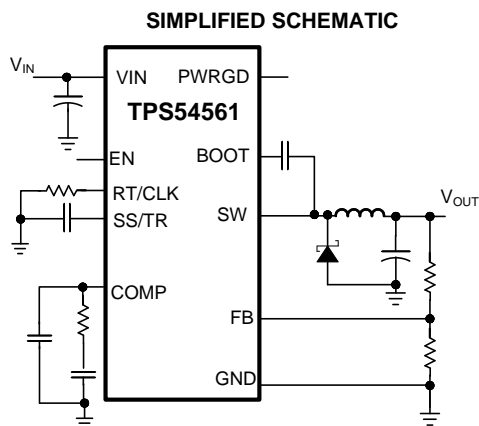 SIMPLIFIED SCHEMATIC
VIN
VIN
PWRGD
TPS54561
EN
BOOT
RT/CLK
SS/TR
SW
VOUT
COMP
FB
GND